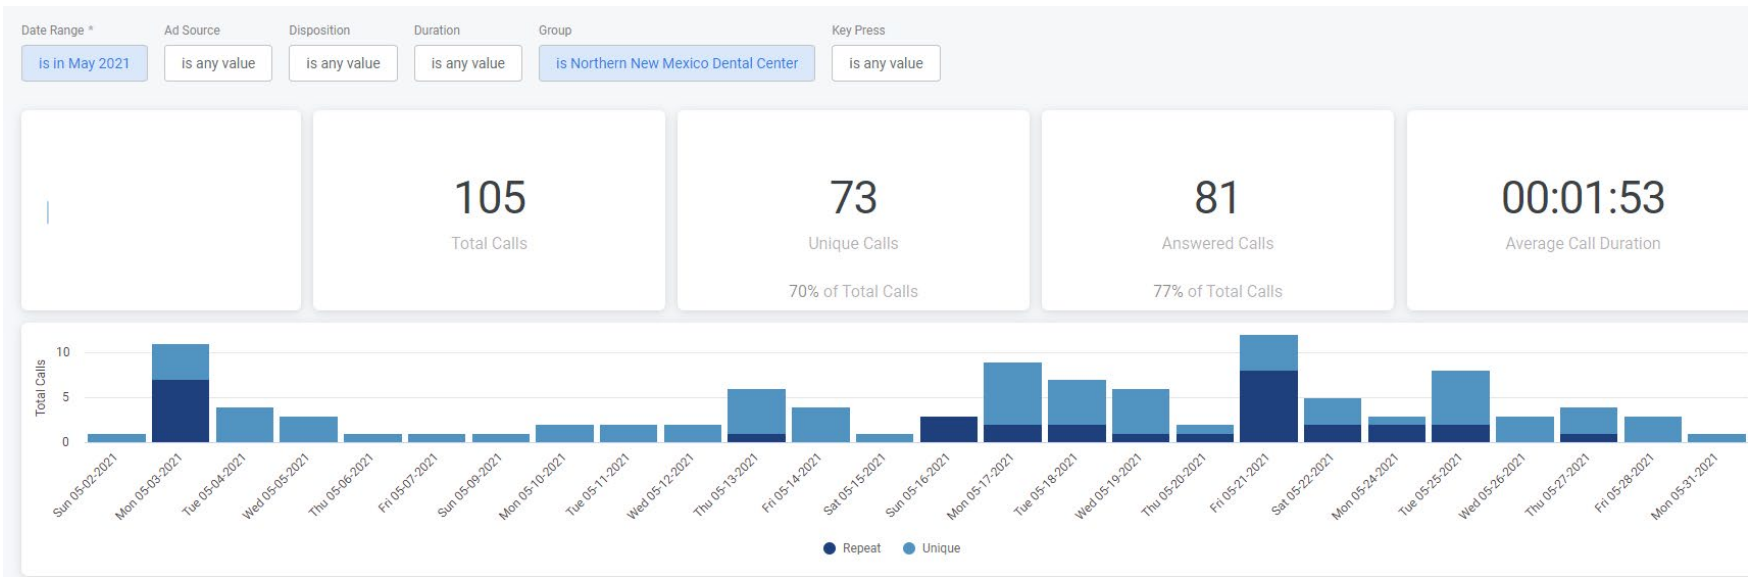 Date Range * Ad Source Disposition Duration Group Key Press
is in May 2021 is any value is any value is any value is Northern New Mexico Dental Center is any value
105 73 81 00:01:53
Total Calls Unique Calls Answered Calls Average Call Duration
70% of Total Calls 77% of Total Calls
Total Calls
10
5
0
Sun 05-02-2021 Mon 05-03-2021 Tue 05-04-2021 Wed 05-05-2021 Thu 05-06-2021 Fri 05-07-2021 Sun 05-09-2021 Mon 05-10-2021 Tue 05-11-2021 Wed 05-12-2021 Thu 05-13-2021 Fri 05-14-2021 Sat 05-15-2021 Sun 05-16-2021 Mon 05-17-2021 Tue 05-18-2021 Wed 05-19-2021 Thu 05-20-2021 Fri 05-21-2021 Sat 05-22-2021 Mon 05-24-2021 Tue 05-25-2021 Wed 05-26-2021 Thu 05-27-2021 Fri 05-28-2021 Mon 05-31-2021
Repeat Unique